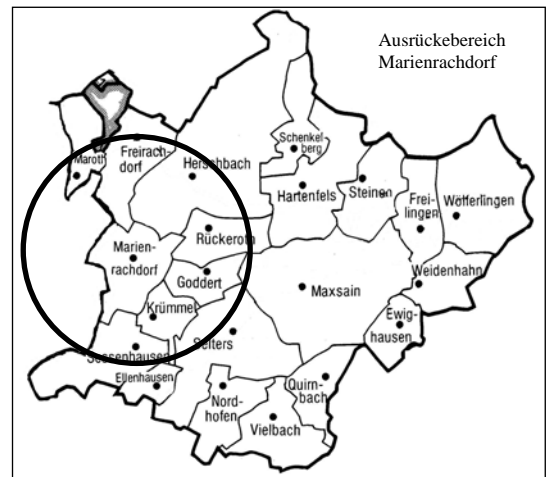 Ausrückebereich
Marienrachdorf
Maroth
Freirach-
dorf
Herschbach
Schenkel-
berg
Hartenfels
Steinen
Frei-
lingen
Wölferlingen
Rückeroth
Marien-
rachdorf
Goddert
Weidenhahn
Maxsain
Krümmel
Ewig-
hausen
Selters
Sessenhausen
Ellenhausen
Nord-
hofen
Quirn-
bach
Vielbach